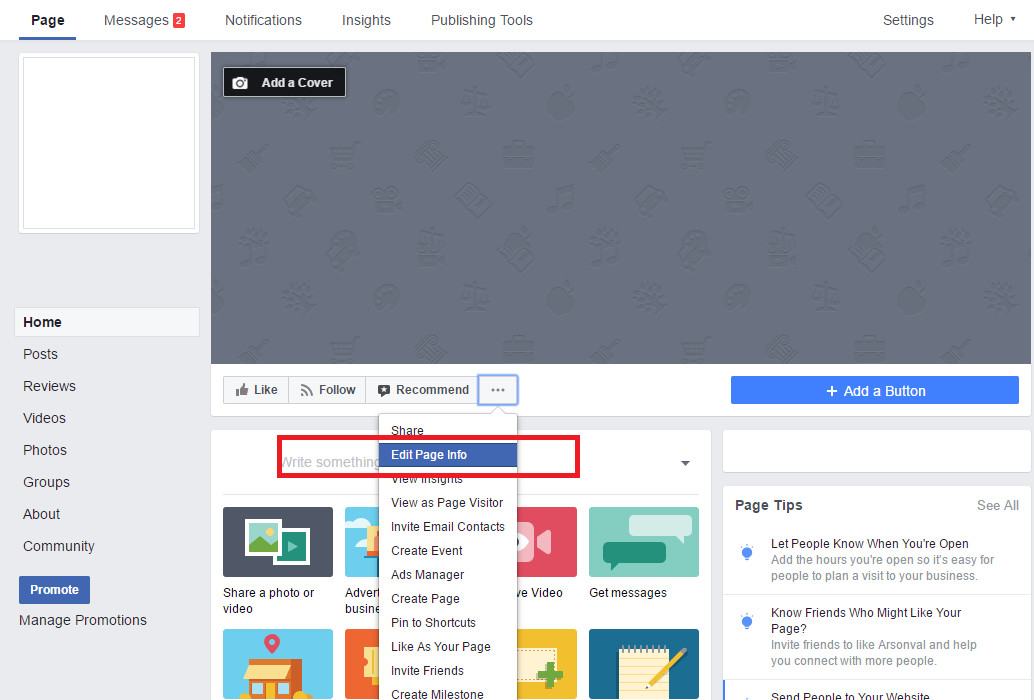 Page
Messages 2
Notifications
Insights
Publishing Tools
Settings
Help
Add a Cover
Home
Posts
Reviews
Videos
Photos
Groups
About
Community
Promote
Manage Promotions
Like
Follow
Recommend
+ Add a Button
Share
Edit Page Info
View Insights
View as Page Visitor
Invite Email Contacts
Create Event
Ads Manager
Create Page
Pin to Shortcuts
Like As Your Page
Invite Friends
Create Milestone
Write something
Share a photo or
video
Advert
busine
ve Video
Get messages
Page Tips
See All
Let People Know When You're Open
Add the hours you're open so it's easy for
people to plan a visit to your business.
Know Friends Who Might Like Your
Page?
Invite friends to like Arsonval and help
you connect with more people.
Send People to Your Website